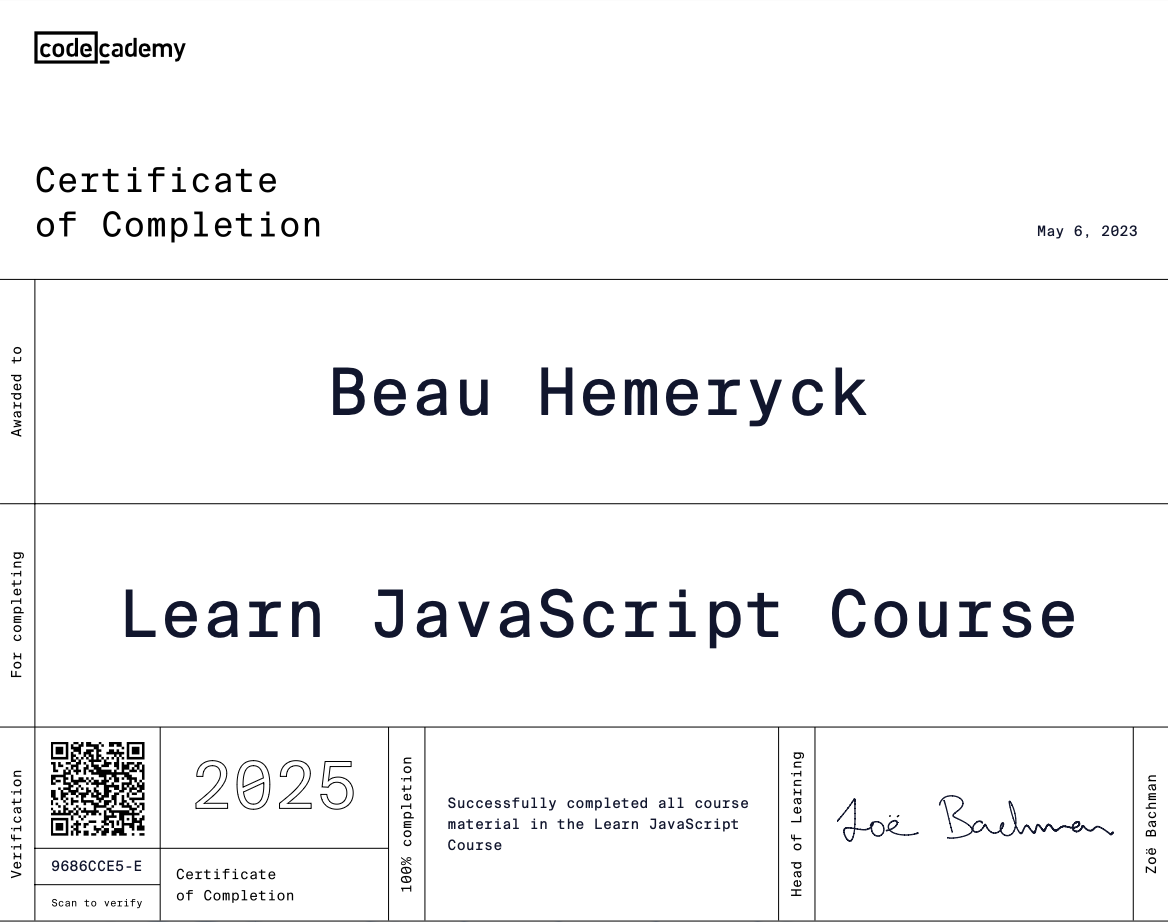 codecademy
Certificate
of Completion
May 6, 2023
Awarded to
Beau Hemeryck
For completing
Learn JavaScript Course
Verification
9686CCE5-E
Scan to verify
2025
Certificate
of Completion
100% completion
Successfully completed all course
material in the Learn JavaScript
Course
Head of Learning
Zoë Bachman
Zoë Bachman